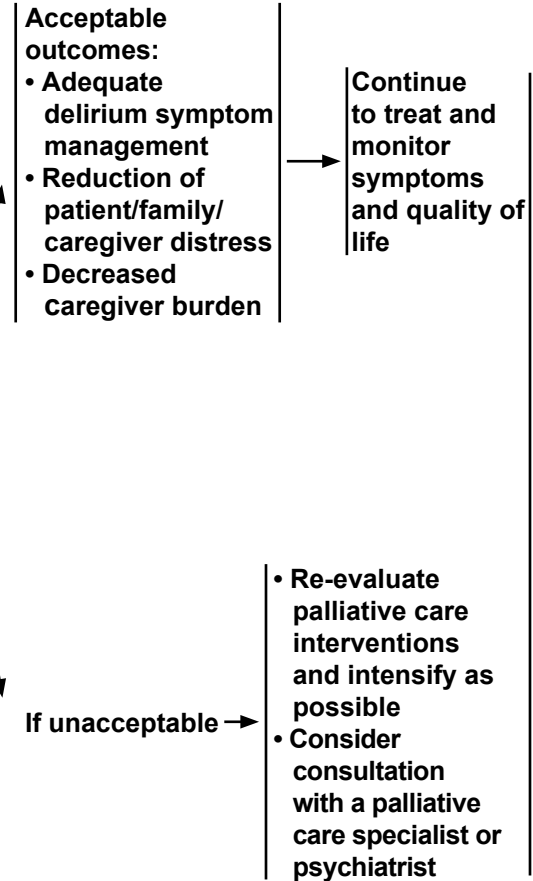 Acceptable
outcomes:
• Adequate
delirium symptom
management
• Reduction of
patient/family/
caregiver distress
• Decreased
caregiver burden
Continue
to treat and
monitor
symptoms
and quality of
life
If unacceptable
• Re-evaluate
palliative care
interventions
and intensify as
possible
• Consider
consultation
with a palliative
care specialist or
psychiatrist